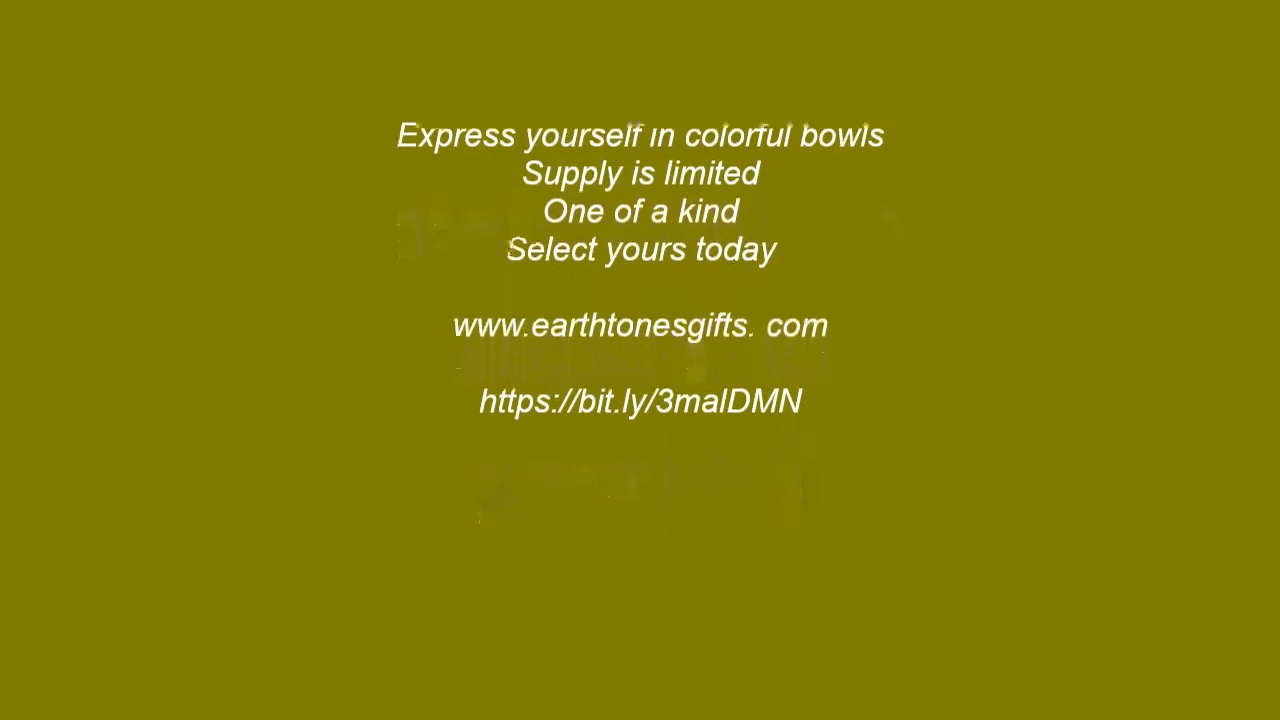 Express yourself in colorful bowls
Supply is limited
One of a kind
Select yours today
www.earthtonesgifts. com
https://bit.ly/3malDMN